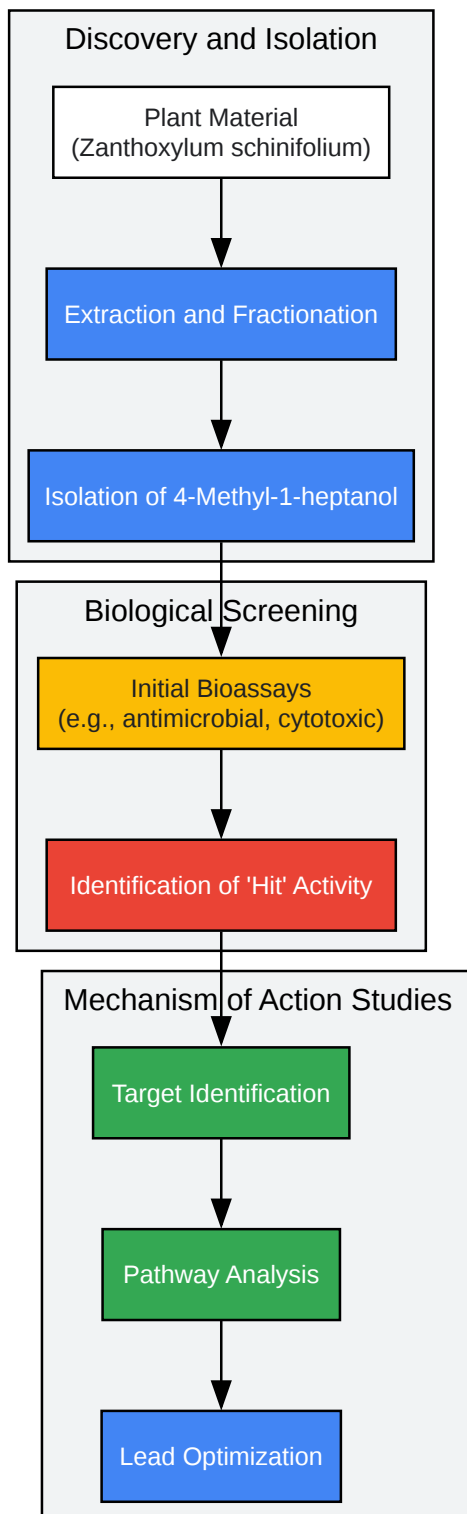 Discovery and Isolation
Plant Material
(Zanthoxylum schinifolium)
Extraction and Fractionation
Isolation of 4-Methyl-1-heptanol
Biological Screening
Initial Bioassays
(e.g., antimicrobial, cytotoxic)
Identification of 'Hit' Activity
Mechanism of Action Studies
Target Identification
Pathway Analysis
Lead Optimization